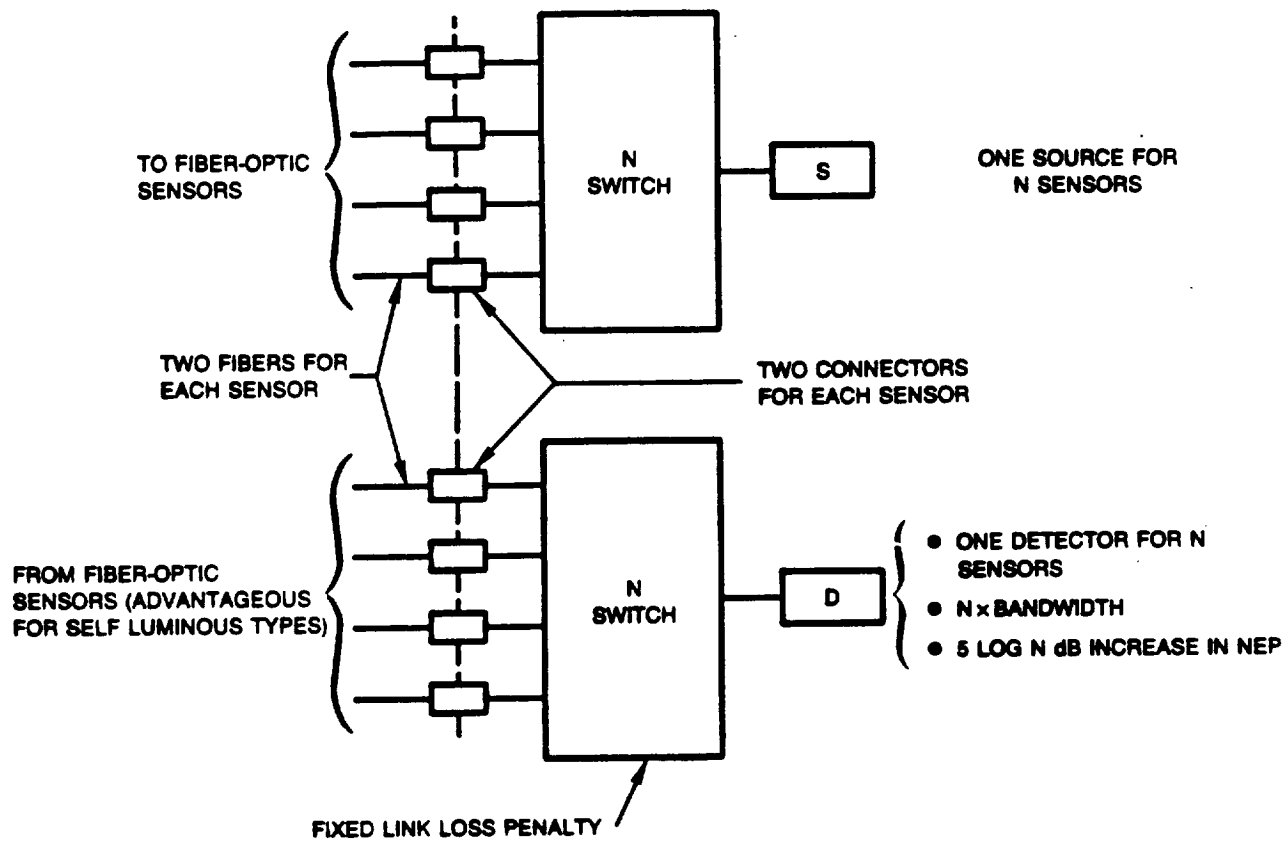 TO FIBER-OPTIC
SENSORS
N
SWITCH
S
ONE SOURCE FOR
N SENSORS
TWO FIBERS FOR
EACH SENSOR
TWO CONNECTORS
FOR EACH SENSOR
FROM FIBER-OPTIC
SENSORS (ADVANTAGEOUS
FOR SELF LUMINOUS TYPES)
N
SWITCH
D
● ONE DETECTOR FOR N
SENSORS
● N x BANDWIDTH
● 5 LOG N dB INCREASE IN NEP
FIXED LINK LOSS PENALTY